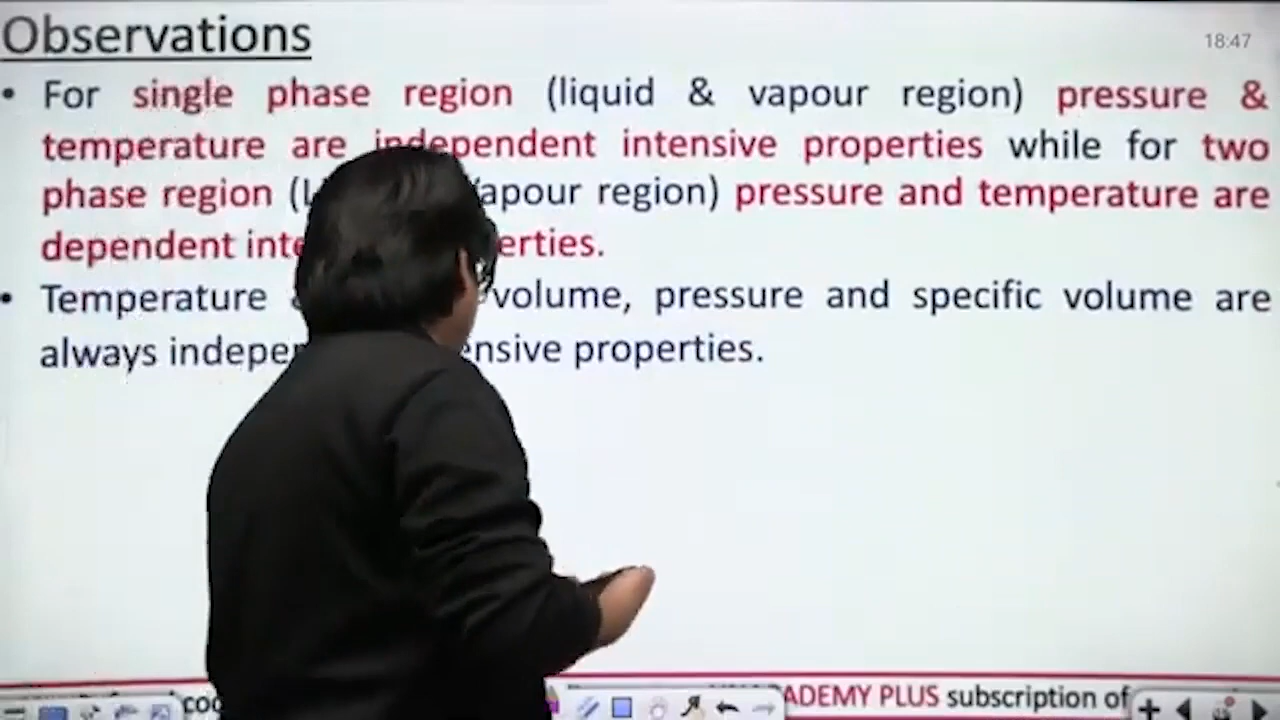 Observations
18:47
• For single phase region (liquid & vapour region) pressure &
temperature are independent intensive properties while for two
phase region (L apour region) pressure and temperature are
dependent inte erties.
• Temperature volume, pressure and specific volume are
always indepen ensive properties.
coo ADEMY PLUS subscription of